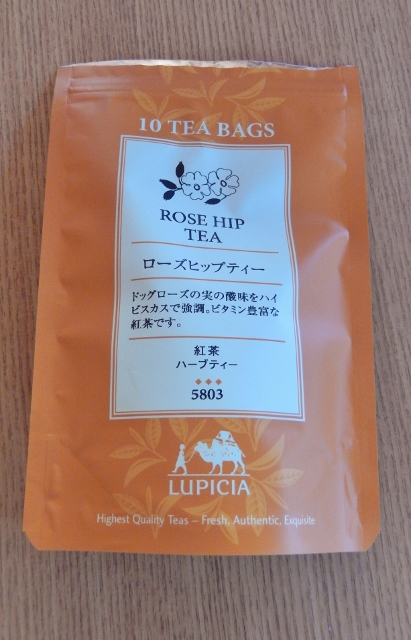 10 TEA BAGS
ROSE HIP
TEA
ローズヒップティー
ドッグローズの実の酸味をハイ
ビスカスで強調。ビタミン豊富な
紅茶です。
紅茶
ハーブティー
5803
LUPICIA
Highest Quality Teas – Fresh, Authentic, Exquisite